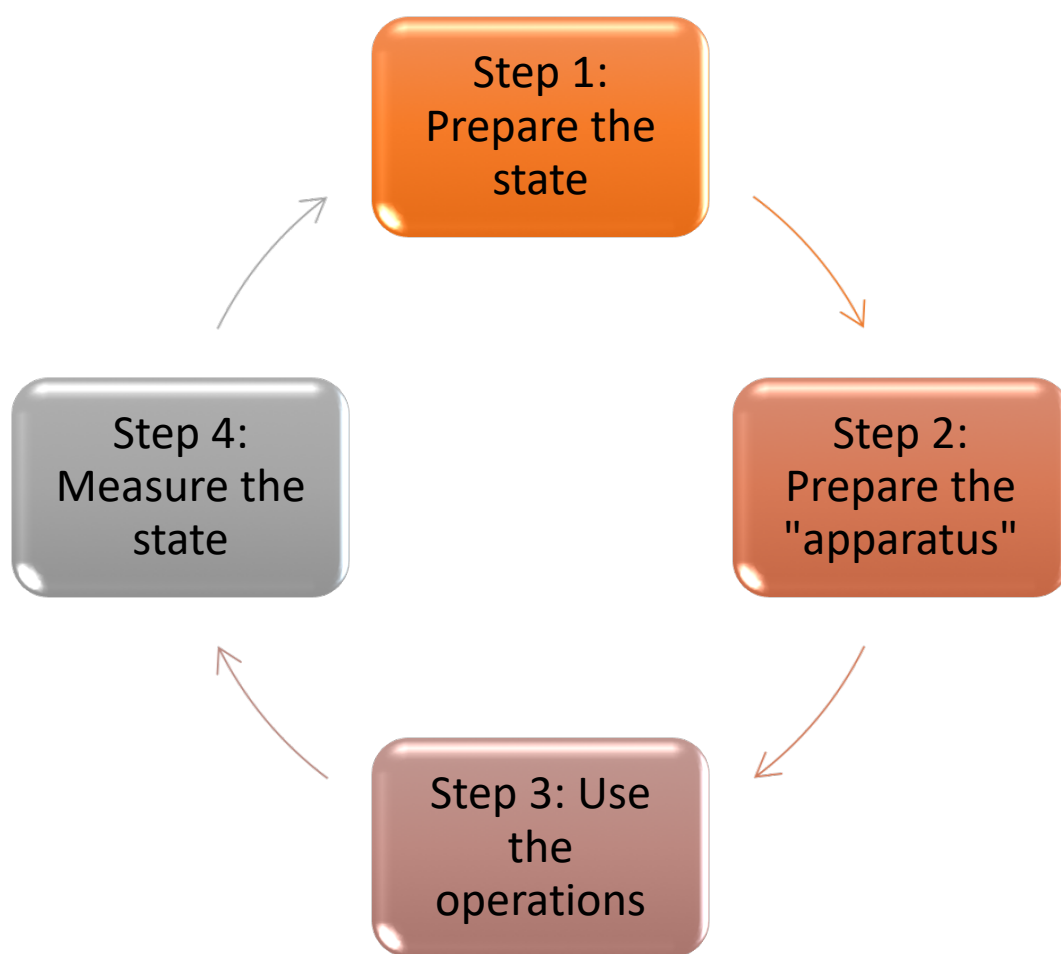 Step 1:
Prepare the
state
Step 2:
Prepare the
"apparatus"
Step 3: Use
the
operations
Step 4:
Measure the
state